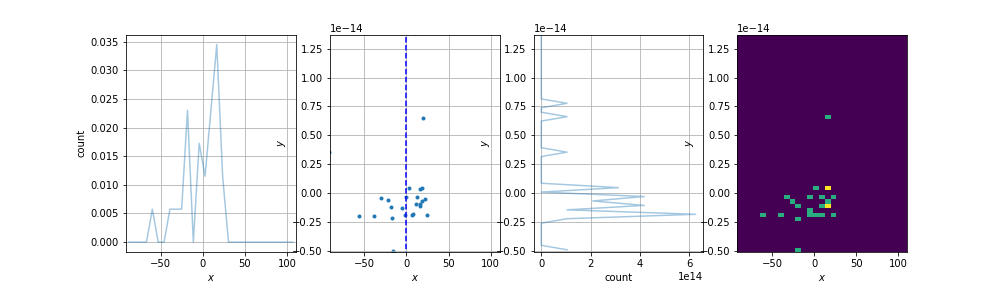 1e−14 1e−14 1e−14
0.035 1.25 1.25 1.25
0.030 1.00 1.00 1.00
0.025 0.75 0.75 0.75
0.020 0.50 0.50 0.50
count y y y
0.015 0.25 0.25 0.25
0.010 0.00 0.00 0.00
0.005 −0.25 −0.25 −0.25
0.000 −0.50 −0.50 −0.50
−50 0 50 100 −50 0 50 100 0 2 4 6 −50 0 50 100
x x count 1e14 x